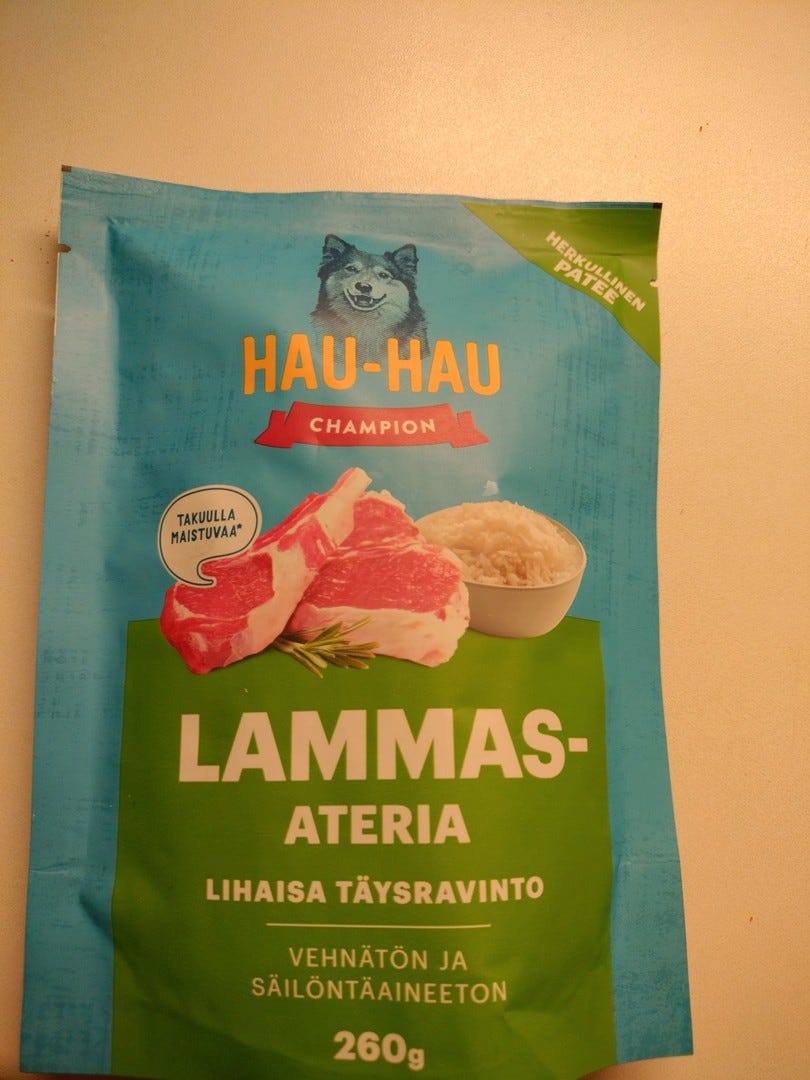 HERKULLINEN
PATEE
HAU-HAU
CHAMPION
TAKUULLA
MAISTUVAA*
LAMMAS-
ATERIA
LIHAISA TÄYSRAVINTO
VEHNÄTÖN JA
SÄILÖNTÄAINEETON
260g